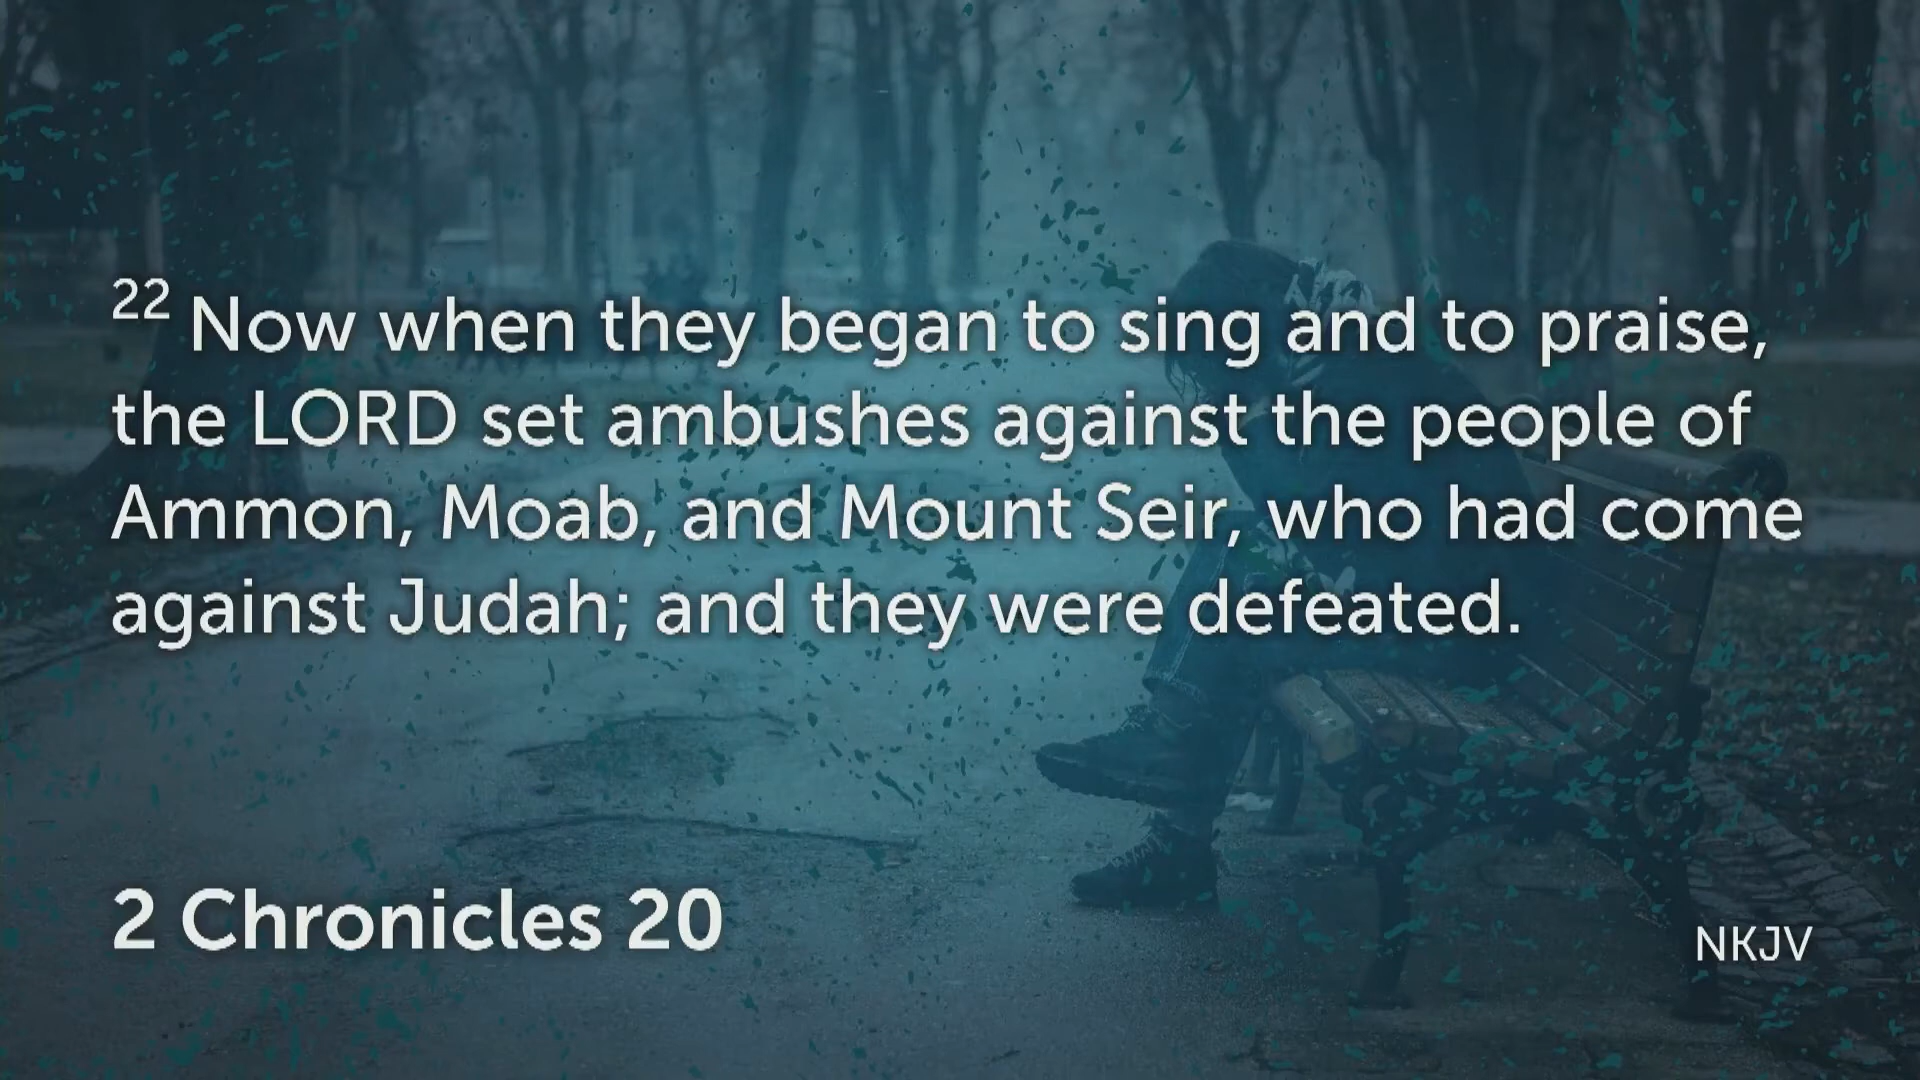 22 Now when they began to sing and to praise,
the LORD set ambushes against the people of
Ammon, Moab, and Mount Seir, who had come
against Judah; and they were defeated.
2 Chronicles 20
NKJV